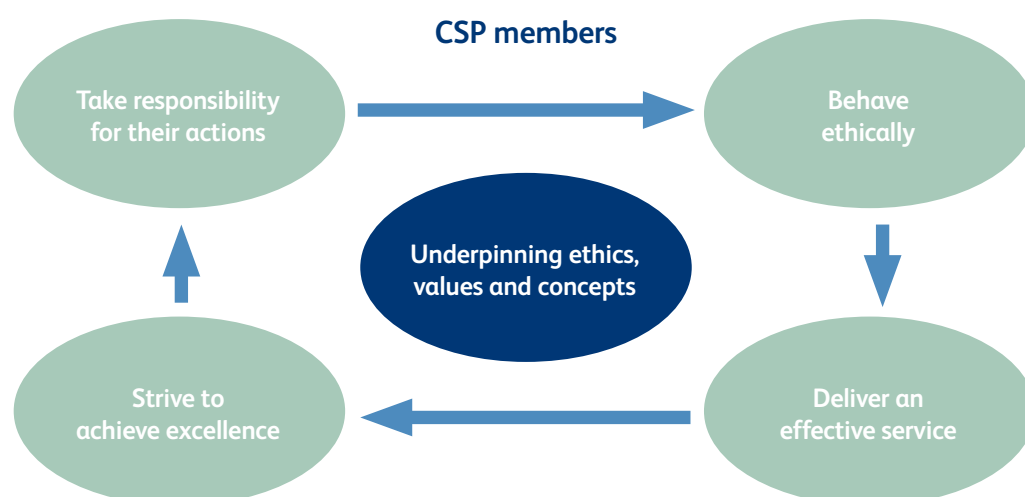 CSP members
Take responsibility
for their actions
Behave
ethically
Underpinning ethics,
values and concepts
Strive to
achieve excellence
Deliver an
effective service